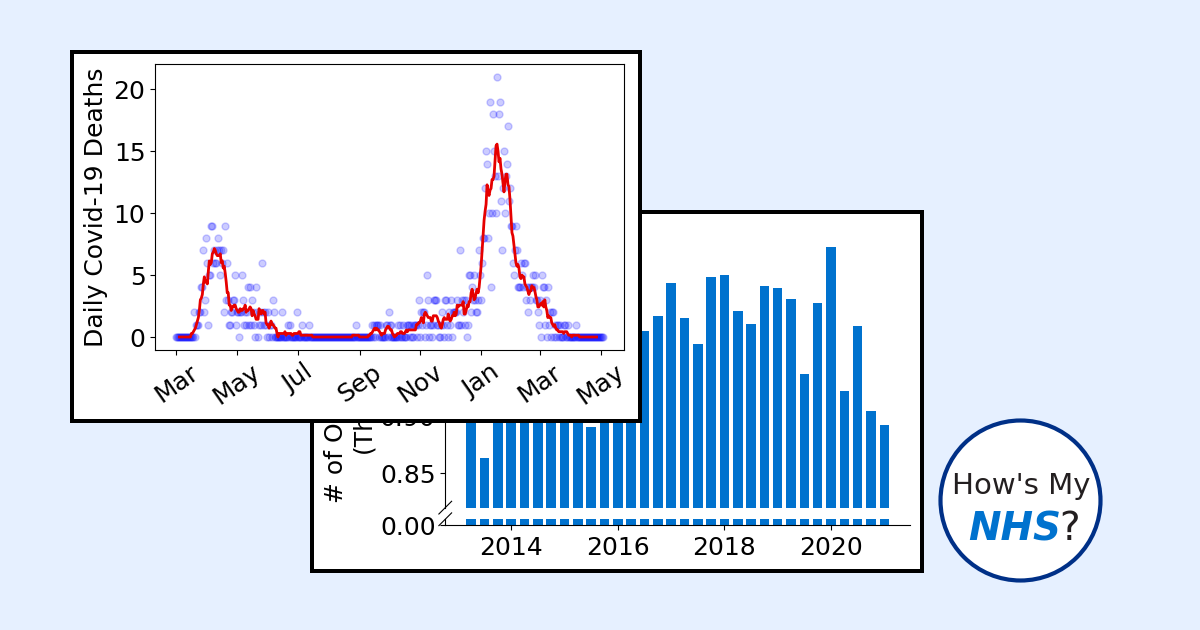 Daily Covid-19 Deaths
20
15
10
5
0
Mar May Jul Sep Nov Jan Mar May
# of O
(Th
0.85
0.00
2014 2016 2018 2020
How's My
NHS?